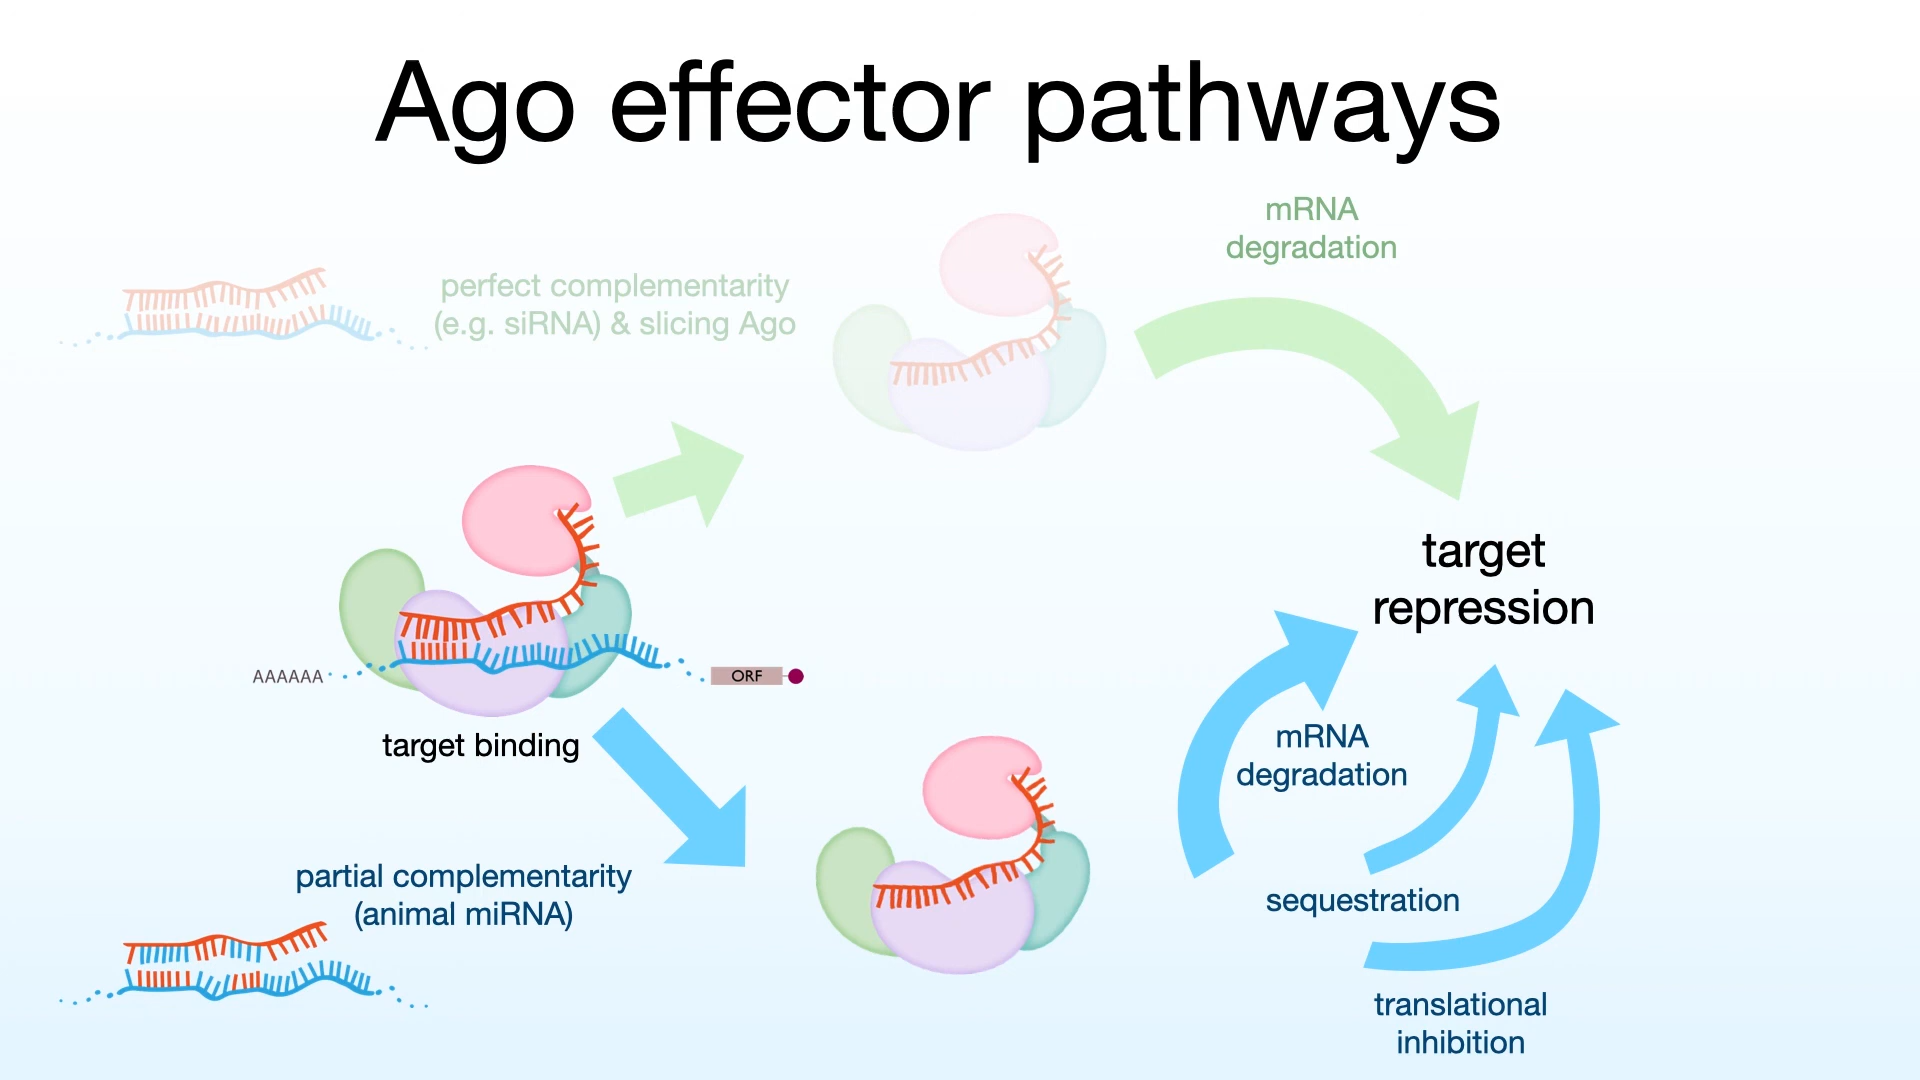 Ago effector pathways
mRNA
degradation
perfect complementarity
(e.g. siRNA) & slicing Ago
target
repression
AAAAAA
ORF
target binding
mRNA
degradation
partial complementarity
(animal miRNA)
sequestration
translational
inhibition